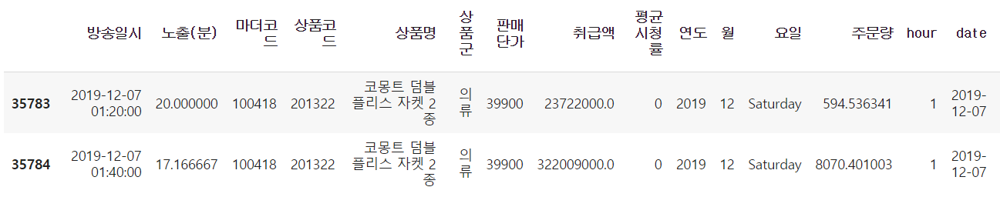 방송일시 노출(분) 마더코드 상품코드 상품명 상품군 판매단가 취급액 평균시청률 연도 월 요일 주문량 hour date
35783 2019-12-07 01:20:00 20.000000 100418 201322 코몽트 덤블 플리스 자켓 2종 의류 39900 23722000.0 0 2019 12 Saturday 594.536341 1 2019-12-07
35784 2019-12-07 01:40:00 17.166667 100418 201322 코몽트 덤블 플리스 자켓 2종 의류 39900 322009000.0 0 2019 12 Saturday 8070.401003 1 2019-12-07